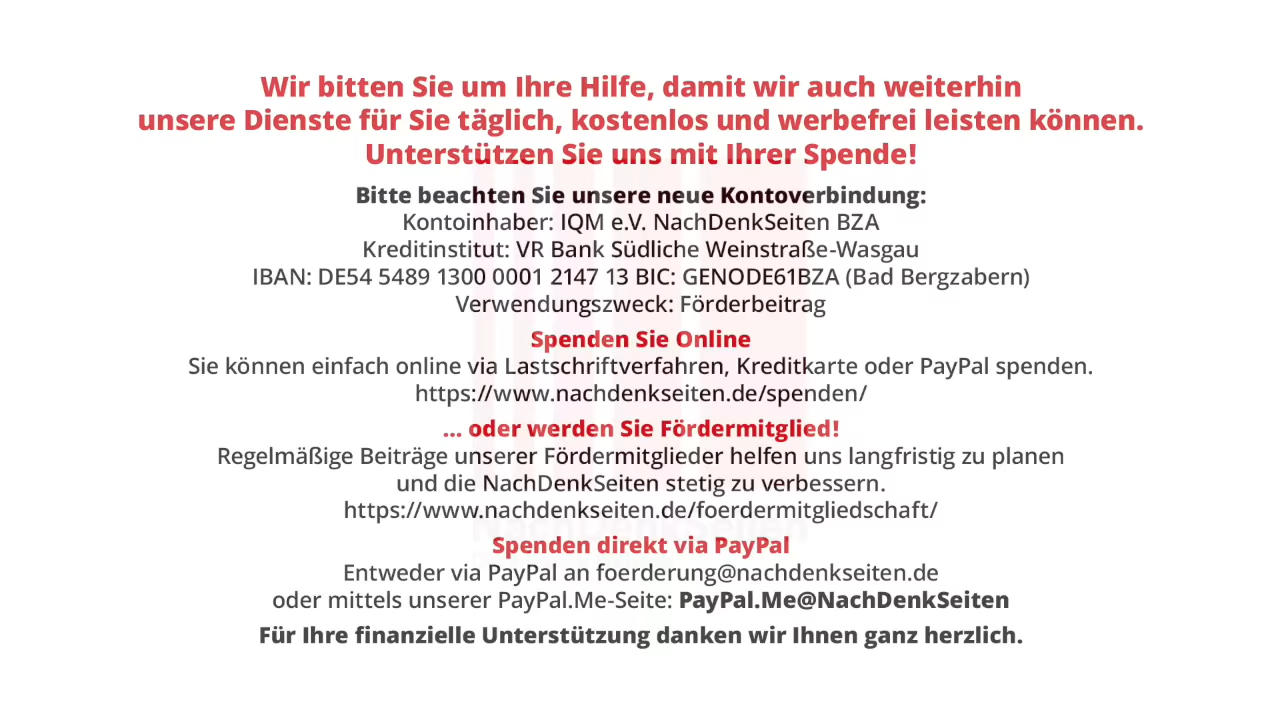 Wir bitten Sie um Ihre Hilfe, damit wir auch weiterhin
unsere Dienste für Sie täglich, kostenlos und werbefrei leisten können.
Unterstützen Sie uns mit Ihrer Spende!
Bitte beachten Sie unsere neue Kontoverbindung:
Kontoinhaber: IQM e.V. NachDenkSeiten BZA
Kreditinstitut: VR Bank Südliche Weinstraße-Wasgau
IBAN: DE54 5489 1300 0001 2147 13 BIC: GENODE61BZA (Bad Bergzabern)
Verwendungszweck: Förderbeitrag
Spenden Sie Online
Sie können einfach online via Lastschriftverfahren, Kreditkarte oder PayPal spenden.
https://www.nachdenkseiten.de/spenden/
... oder werden Sie Fördermitglied!
Regelmäßige Beiträge unserer Fördermitglieder helfen uns langfristig zu planen
und die NachDenkSeiten stetig zu verbessern.
https://www.nachdenkseiten.de/foerdermitgliedschaft/
NachDenkSeiten
Spenden direkt via PayPal
Entweder via PayPal an foerderung@nachdenkseiten.de
oder mittels unserer PayPal.Me-Seite: PayPal.Me@NachDenkSeiten
Für Ihre finanzielle Unterstützung danken wir Ihnen ganz herzlich.